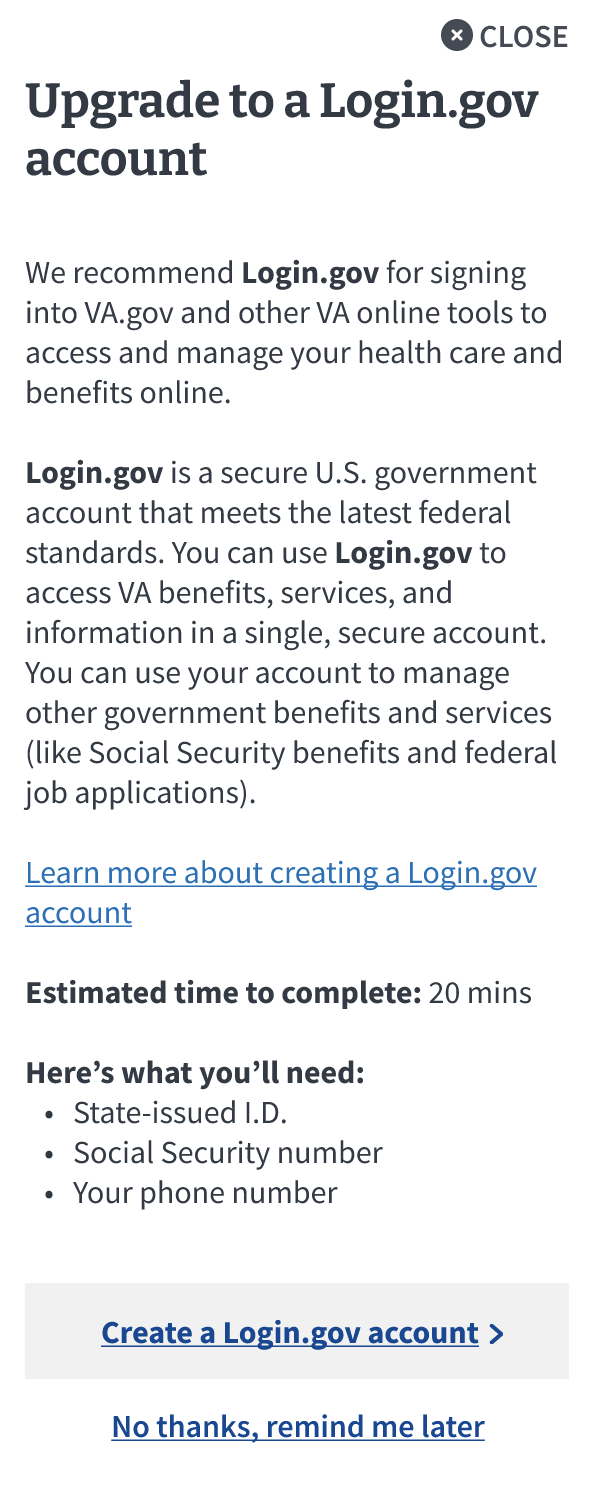 CLOSE
Upgrade to a Login.gov
account
We recommend Login.gov for signing
into VA.gov and other VA online tools to
access and manage your health care and
benefits online.
Login.gov is a secure U.S. government
account that meets the latest federal
standards. You can use Login.gov to
access VA benefits, services, and
information in a single, secure account.
You can use your account to manage
other government benefits and services
(like Social Security benefits and federal
job applications).
Learn more about creating a Login.gov
account
Estimated time to complete: 20 mins
Here’s what you’ll need:
• State-issued I.D.
• Social Security number
• Your phone number
Create a Login.gov account
No thanks, remind me later